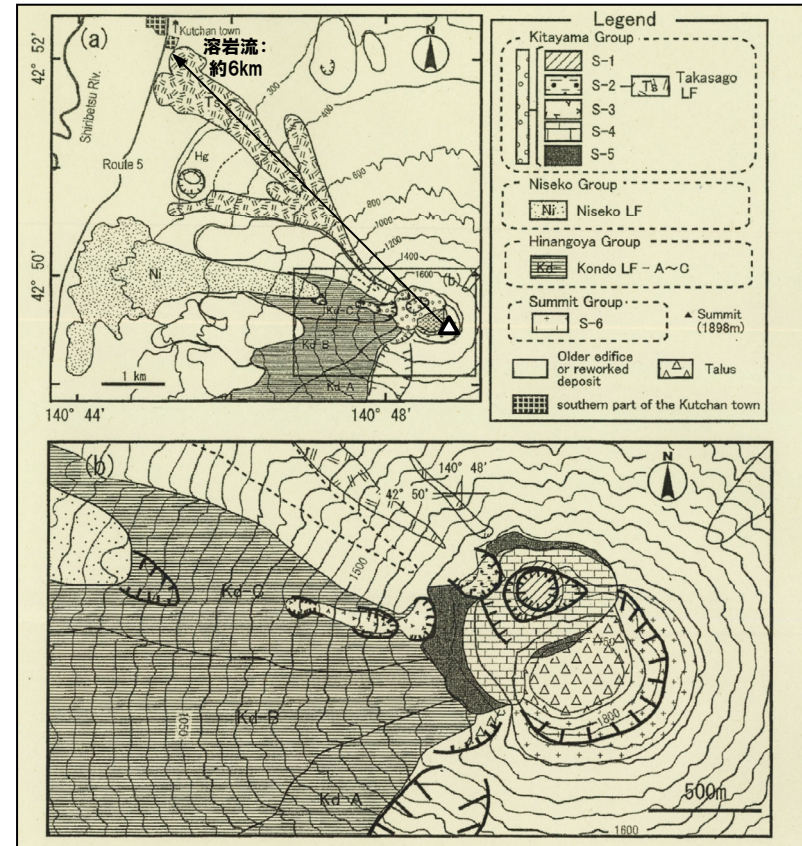 (a)
Kutchan town
溶岩流：
約6km
N
42° 52'
Shiribetsu Riv.
Route 5
Ts
Hg
300
400
600
800
1000
1200
1400
1600
(b)
42° 50'
Ni
Kd-C
Kd-B
Kd-A
1 km
140° 44'
140° 48'
Legend
Kitayama Group
S-1
S-2
Ts
Takasago
LF
S-3
S-4
S-5
Niseko Group
Ni
Niseko LF
Hinangoya Group
Kd
Kondo LF - A～C
Summit Group
S-6
Summit
(1898m)
Older edifice
or reworked
deposit
Talus
southern part of the Kutchan town
(b)
140° 48'
42° 50'
N
1500
Kd-C
Kd-B
1050
Kd-A
1800
500m
1600